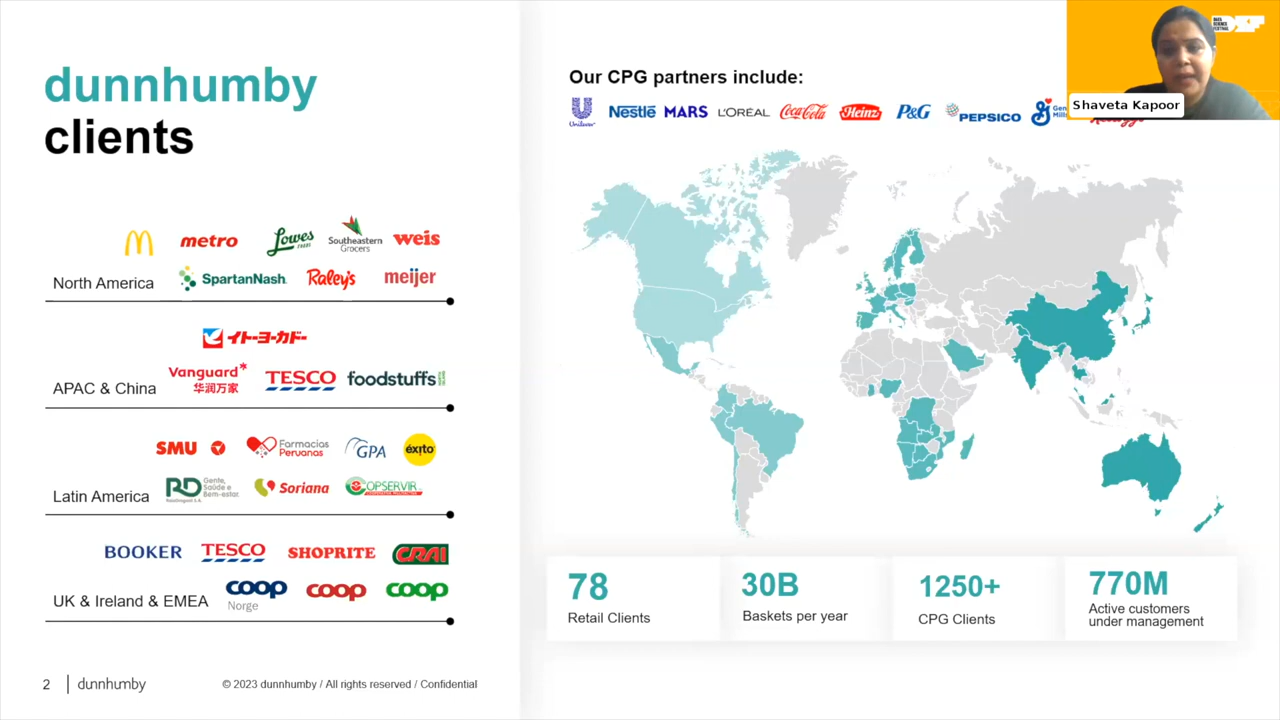 dunnhumby
clients
Our CPG partners include:
Unilever Nestlé MARS L'ORÉAL Coca-Cola Heinz P&G PEPSICO
DATA
SCIENCE
FESTIVAL
DSF
Shaveta Kapoor
metro Lowes Southeastern Grocers weis
North America SpartanNash Raley's meijer
イトーヨーカドー
APAC & China Vanguard 华润万家 TESCO foodstuffs
SMU Farmacias Peruanas GPA éxito
Latin America RD Gente, Saúde e Bem-estar. Soriana COPSERVIR
BOOKER TESCO SHOPRITE CRAI
UK & Ireland & EMEA coop Norge coop coop
78
Retail Clients
30B
Baskets per year
1250+
CPG Clients
770M
Active customers
under management
2 dunnhumby © 2023 dunnhumby / All rights reserved / Confidential